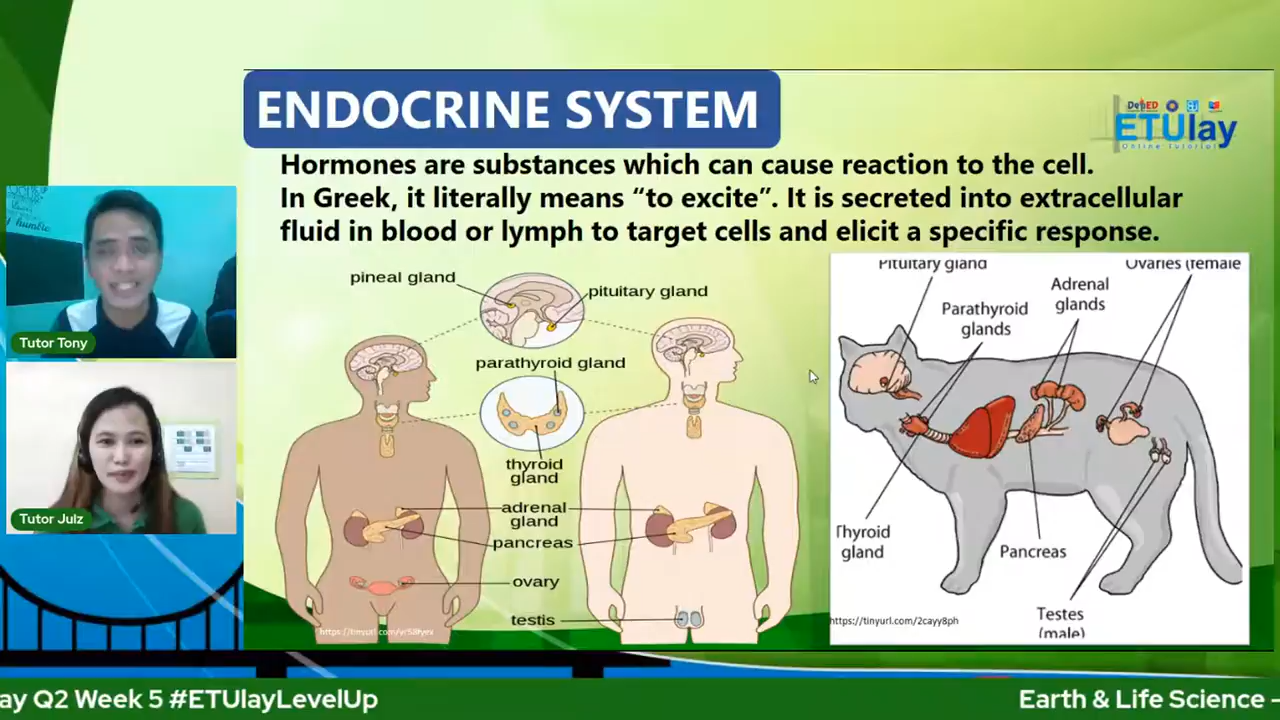 ENDOCRINE SYSTEM
DepED
ETUlay
Online Tutorial
Hormones are substances which can cause reaction to the cell.
In Greek, it literally means “to excite”. It is secreted into extracellular
fluid in blood or lymph to target cells and elicit a specific response.
humble
Tutor Tony
Tutor Julz
pineal gland
pituitary gland
parathyroid gland
thyroid
gland
adrenal
gland
pancreas
ovary
testis
Pituitary gland
Ovaries (female
Adrenal
glands
Parathyroid
glands
Thyroid
gland
Pancreas
Testes
(male)
https://tinyurl.com/2cayy8ph
ay Q2 Week 5 #ETUlayLevelUp
Earth & Life Science -